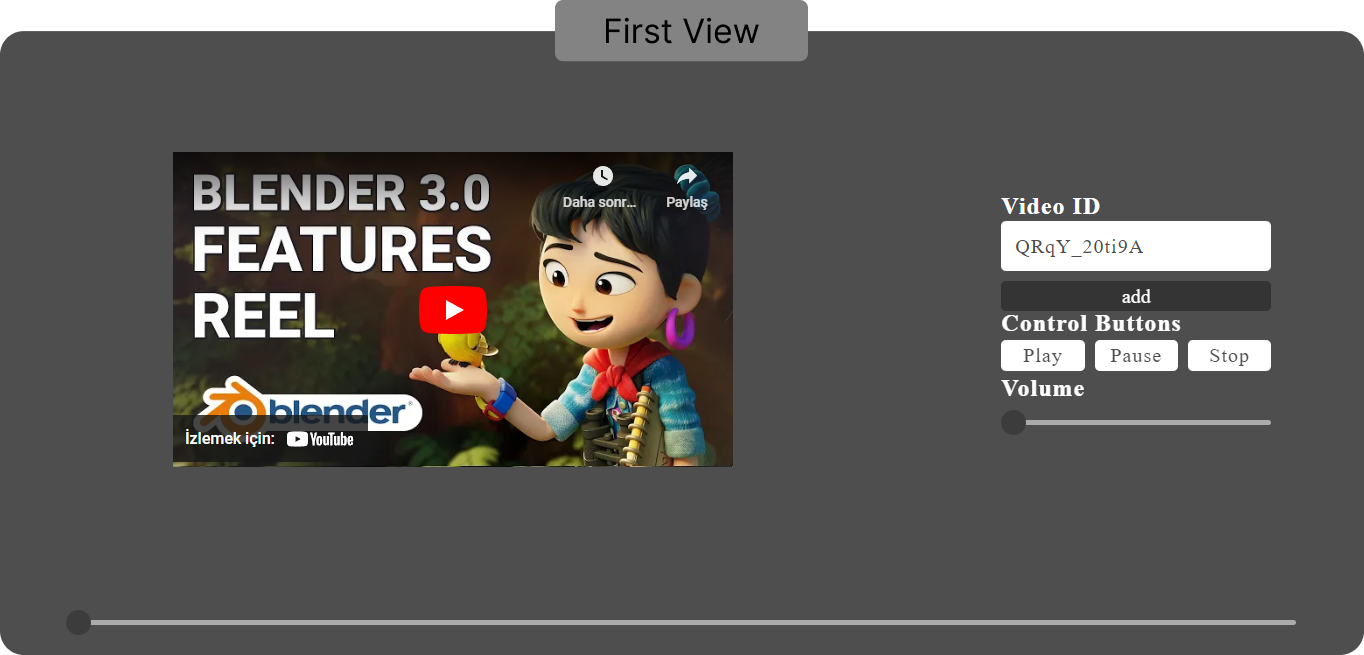 First View
BLENDER 3.0
FEATURES
REEL
Daha sonr...
Paylaş
blender
İzlemek için:
YouTube
Video ID
QRqY_20ti9A
add
Control Buttons
Play
Pause
Stop
Volume